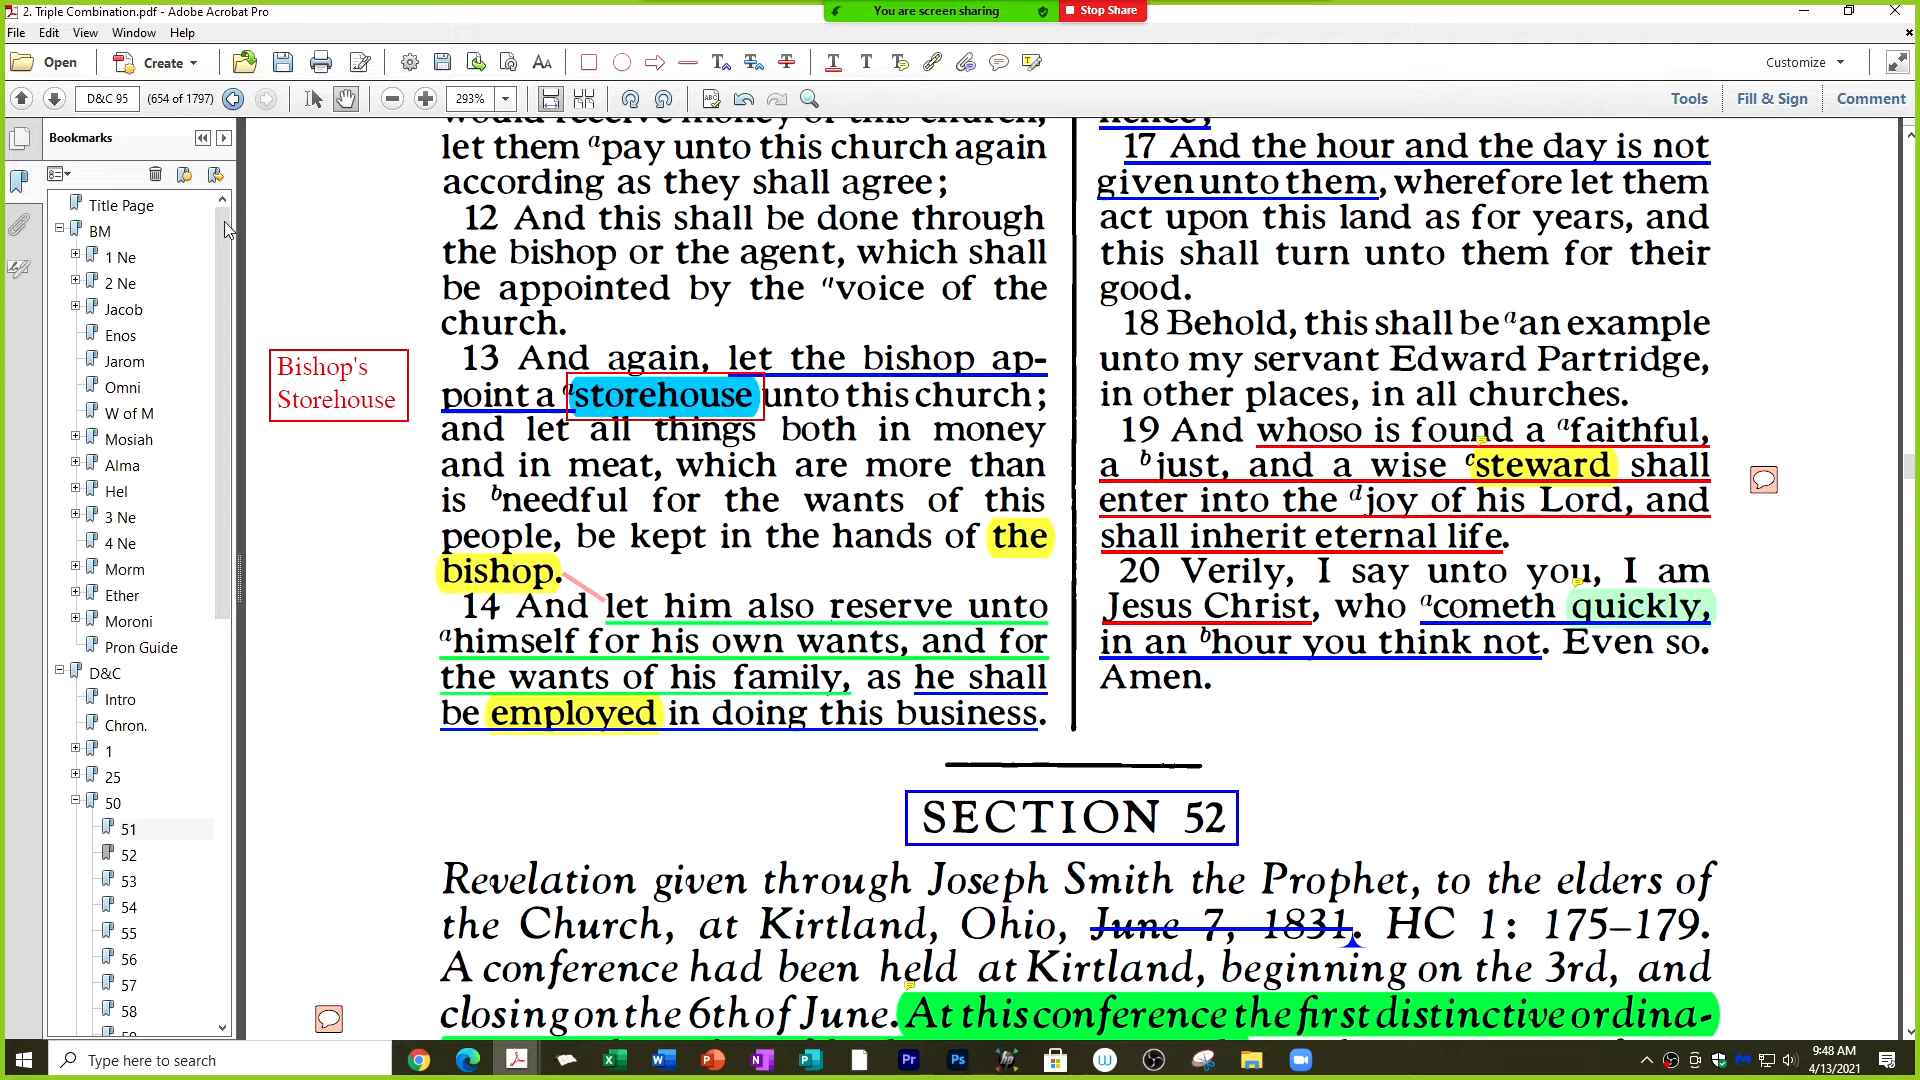 2. Triple Combination.pdf - Adobe Acrobat Pro
You are screen sharing
Stop Share
File Edit View Window Help
Open
Create
Customize
D&C 95
(654 of 1797)
293%
Tools
Fill & Sign
Comment
Bookmarks
Title Page
BM
1 Ne
2 Ne
Jacob
Enos
Jarom
Omni
W of M
Mosiah
Alma
Hel
3 Ne
4 Ne
Morm
Ether
Moroni
Pron Guide
D&C
Intro
Chron.
1
25
50
51
52
53
54
55
56
57
58
Bishop's
Storehouse
would receive money of this church,
let them a pay unto this church again
according as they shall agree;
12 And this shall be done through
the bishop or the agent, which shall
be appointed by the a voice of the
church.
13 And again, let the bishop ap-
point a a storehouse unto this church;
and let all things both in money
and in meat, which are more than
is b needful for the wants of this
people, be kept in the hands of the
bishop.
14 And let him also reserve unto
a himself for his own wants, and for
the wants of his family, as he shall
be employed in doing this business.
hence;
17 And the hour and the day is not
given unto them, wherefore let them
act upon this land as for years, and
this shall turn unto them for their
good.
18 Behold, this shall be a an example
unto my servant Edward Partridge,
in other places, in all churches.
19 And whoso is found a a faithful,
a b just, and a wise c steward shall
enter into the d joy of his Lord, and
shall inherit eternal life.
20 Verily, I say unto you, I am
Jesus Christ, who a cometh quickly,
in an b hour you think not. Even so.
Amen.
SECTION 52
Revelation given through Joseph Smith the Prophet, to the elders of
the Church, at Kirtland, Ohio, June 7, 1831. HC 1: 175–179.
A conference had been held at Kirtland, beginning on the 3rd, and
closing on the 6th of June. At this conference the first distinctive ordina-
Type here to search
9:48 AM
4/13/2021